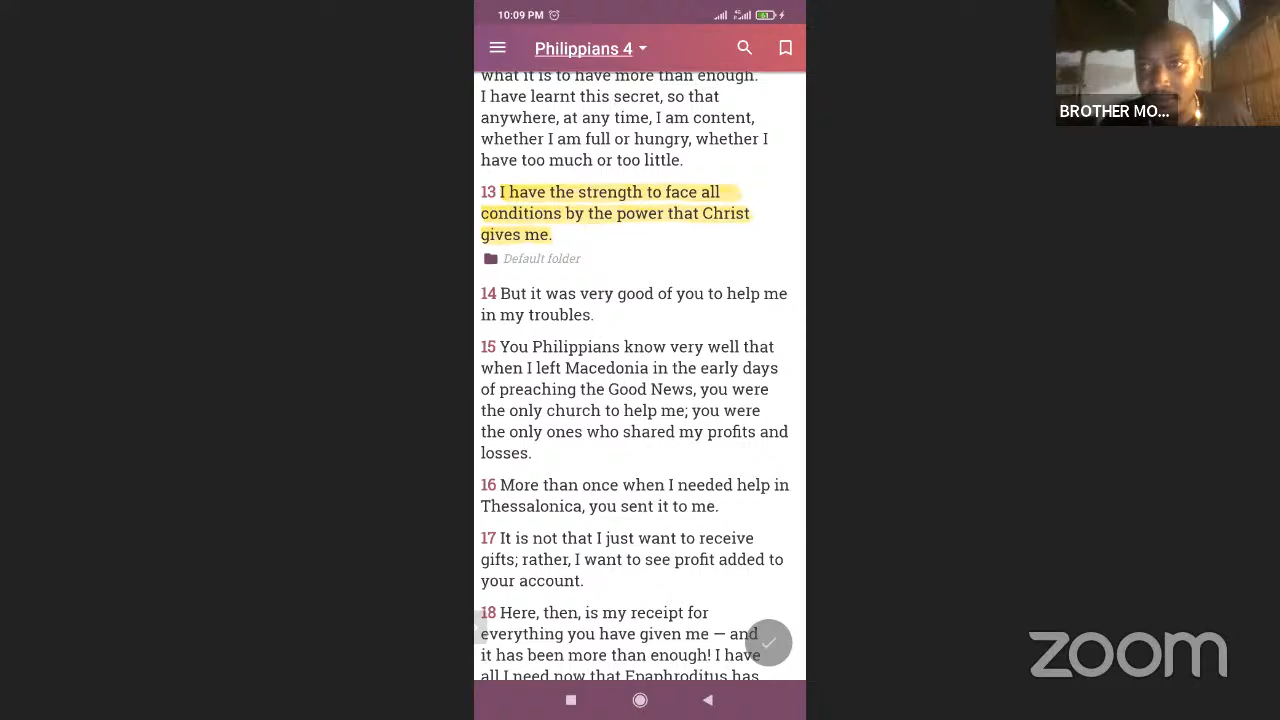 10:09 PM
Philippians 4
BROTHER MO...
what it is to have more than enough.
I have learnt this secret, so that
anywhere, at any time, I am content,
whether I am full or hungry, whether I
have too much or too little.
13 I have the strength to face all
conditions by the power that Christ
gives me.
Default folder
14 But it was very good of you to help me
in my troubles.
15 You Philippians know very well that
when I left Macedonia in the early days
of preaching the Good News, you were
the only church to help me; you were
the only ones who shared my profits and
losses.
16 More than once when I needed help in
Thessalonica, you sent it to me.
17 It is not that I just want to receive
gifts; rather, I want to see profit added to
your account.
18 Here, then, is my receipt for
everything you have given me — and
it has been more than enough! I have
all I need now that Epaphroditus has
zoom